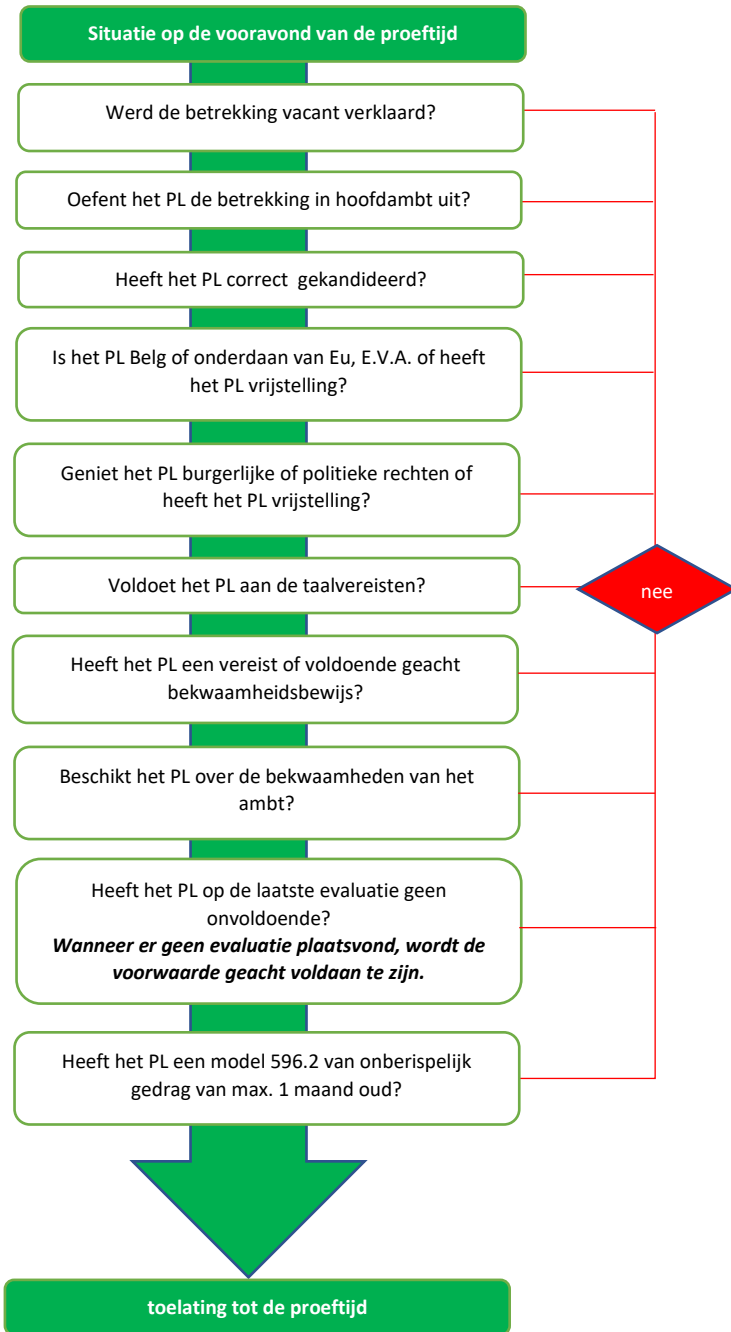 Situatie op de vooravond van de proeftijd
Werd de betrekking vacant verklaard?
Oefent het PL de betrekking in hoofdambt uit?
Heeft het PL correct gekandideerd?
Is het PL Belg of onderdaan van Eu, E.V.A. of heeft
het PL vrijstelling?
Geniet het PL burgerlijke of politieke rechten of
heeft het PL vrijstelling?
Voldoet het PL aan de taalvereisten?
nee
Heeft het PL een vereist of voldoende geacht
bekwaamheidsbewijs?
Beschikt het PL over de bekwaamheden van het
ambt?
Heeft het PL op de laatste evaluatie geen
onvoldoende?
Wanneer er geen evaluatie plaatsvond, wordt de
voorwaarde geacht voldaan te zijn.
Heeft het PL een model 596.2 van onberispelijk
gedrag van max. 1 maand oud?
toelating tot de proeftijd